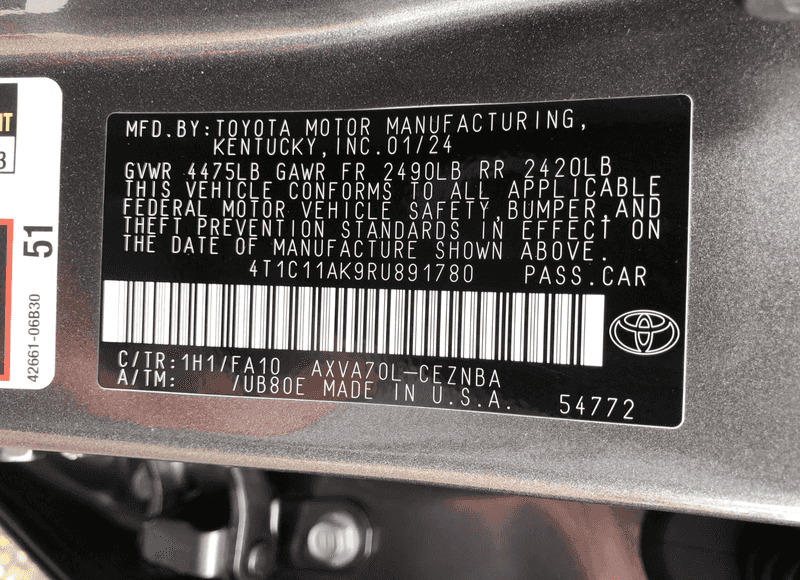 MFD.BY:TOYOTA MOTOR MANUFACTURING,
KENTUCKY, INC.01/24
GVWR 4475LB GAWR FR 2490LB RR 2420LB
THIS VEHICLE CONFORMS TO ALL APPLICABLE
FEDERAL MOTOR VEHICLE SAFETY,BUMPER,AND
THEFT PREVENTION STANDARDS IN EFFECT ON
THE DATE OF MANUFACTURE SHOWN ABOVE.
4T1C11AK9RU891780 PASS.CAR
C/TR:1H1/FA10 AXVA70L-CEZNBA
A/TM: /UB80E MADE IN U.S.A. 54772
51
42661-06B30